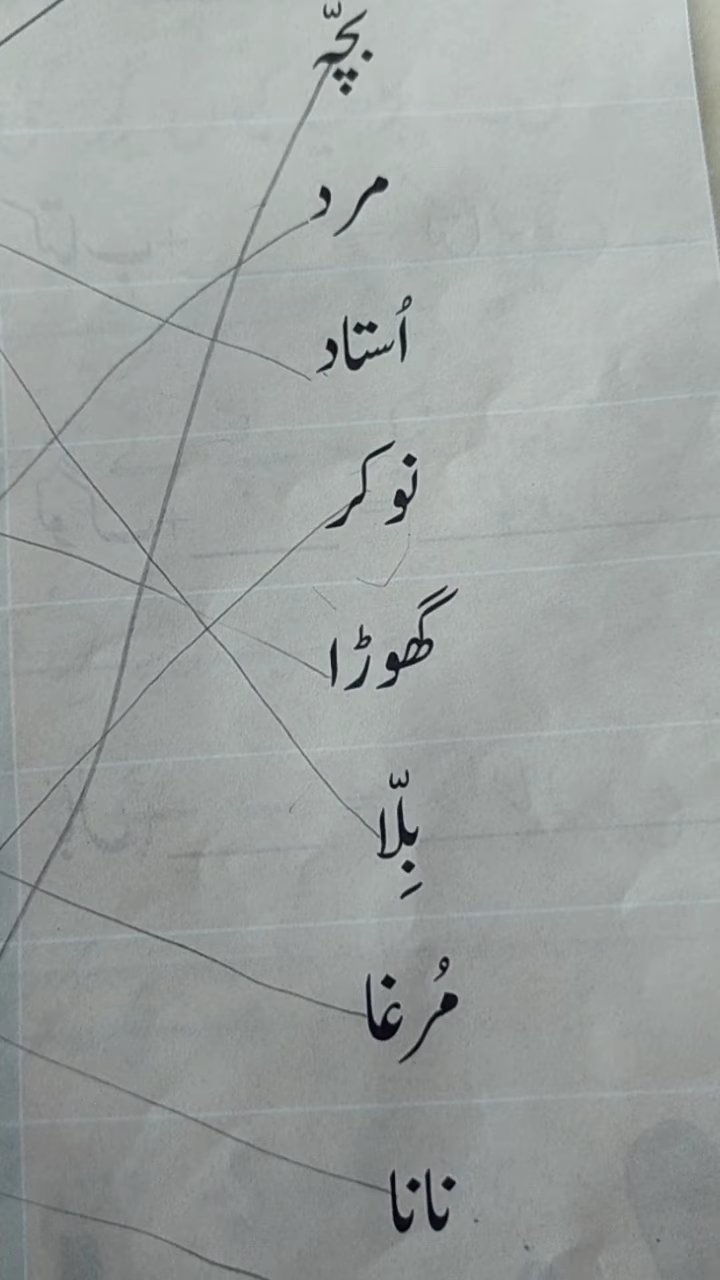 بچّہ
مرد
اُستاد
نوکر
گھوڑا
بِلّا
مُرغا
نانا